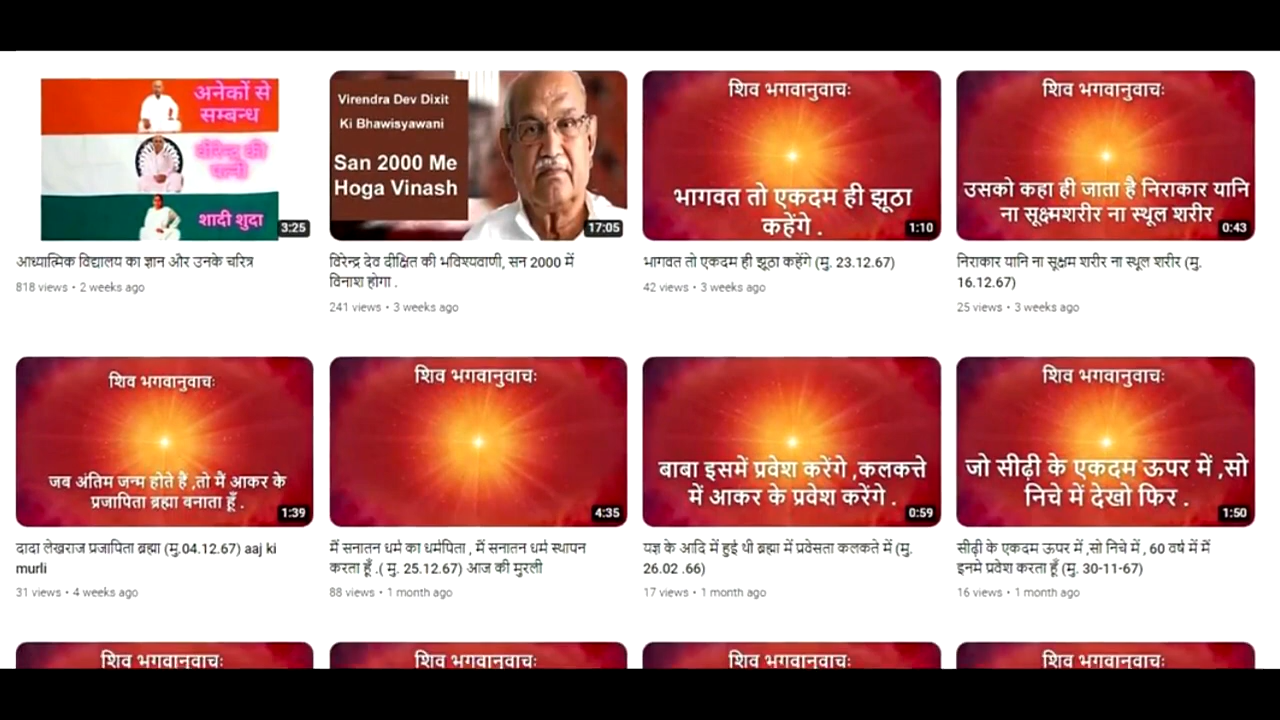 अनेकों से
सम्बन्ध
वीरेन्द्र की
पत्नी
शादी शुदा
3:25
Virendra Dev Dixit
Ki Bhawisyawani
San 2000 Me
Hoga Vinash
17:05
शिव भगवानुवाचः
भागवत तो एकदम ही झूठा
कहेंगे .
1:10
शिव भगवानुवाचः
उसको कहा ही जाता है निराकार यानि
ना सूक्ष्मशरीर ना स्थूल शरीर
0:43
आध्यात्मिक विद्यालय का ज्ञान और उनके चरित्र
818 views • 2 weeks ago
विरेन्द्र देव दीक्षित की भविश्यवाणी, सन 2000 में
विनाश होगा .
241 views • 3 weeks ago
भागवत तो एकदम ही झूठा कहेंगे (मु. 23.12.67)
42 views • 3 weeks ago
निराकार यानि ना सूक्ष्रम शरीर ना स्थूल शरीर (मु.
16.12.67)
25 views • 3 weeks ago
शिव भगवानुवाचः
जब अंतिम जन्म होते हैं ,तो मैं आकर के
प्रजापिता ब्रह्मा बनाता हूँ .
1:39
शिव भगवानुवाचः
4:35
शिव भगवानुवाचः
बाबा इसमें प्रवेश करेंगे ,कलकत्ते
में आकर के प्रवेश करेंगे .
0:59
शिव भगवानुवाचः
जो सीढ़ी के एकदम ऊपर में ,सो
निचे में देखो फिर .
1:50
दादा लेखराज प्रजापिता ब्रह्मा (मु.04.12.67) aaj ki
murli
31 views • 4 weeks ago
मैं सनातन धर्म का धर्मपिता , मैं सनातन धर्म स्थापन
करता हूँ .( मु. 25.12.67) आज की मुरली
88 views • 1 month ago
यज्ञ के आदि में हुई थी ब्रह्मा में प्रवेसता कलकते में (मु.
26.02 .66)
17 views • 1 month ago
सीढ़ी के एकदम ऊपर में ,सो निचे में , 60 वर्ष में मैं
इनमे प्रवेश करता हूँ (मु. 30-11-67)
16 views • 1 month ago
शिव भगवानुवाचः
शिव भगवानुवाचः
शिव भगवानुवाचः
शिव भगवानुवाचः